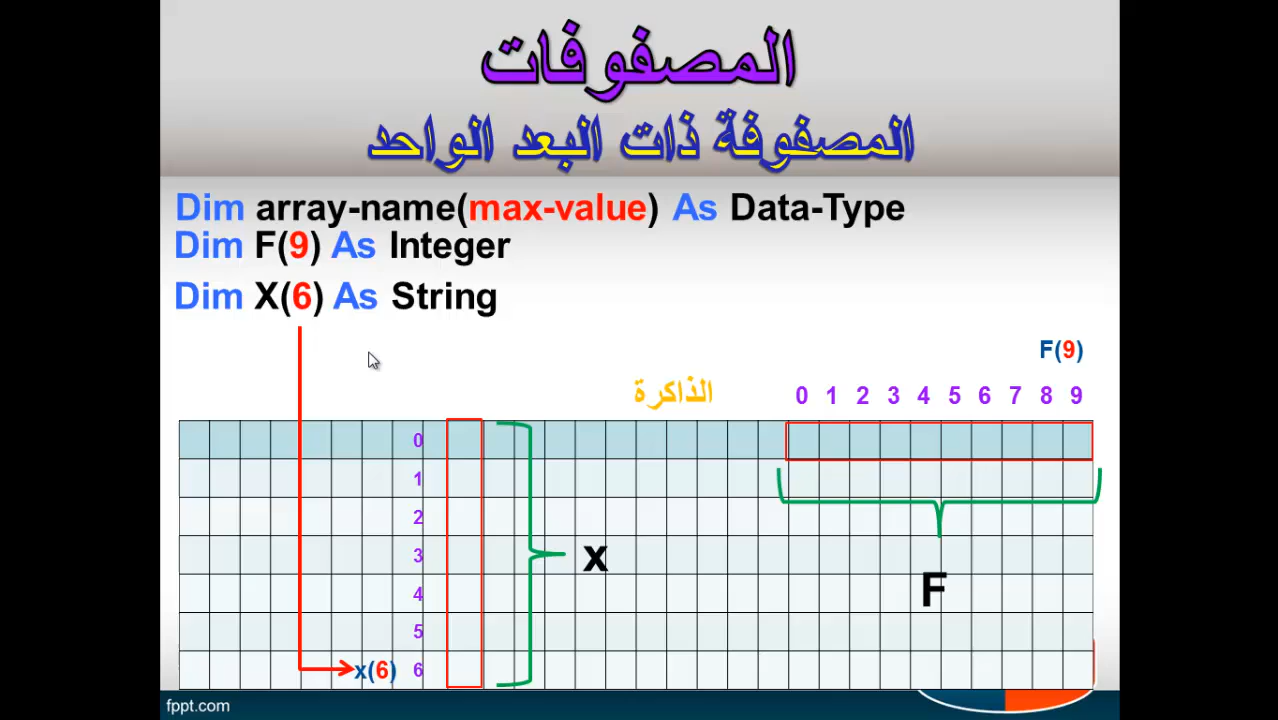 المصفوفات
المصفوفة ذات البعد الواحد
Dim array-name(max-value) As Data-Type
Dim F(9) As Integer
Dim X(6) As String
F(9)
الذاكرة
0 1 2 3 4 5 6 7 8 9
0
1
2
3
x
4
F
5
x(6) 6
fppt.com